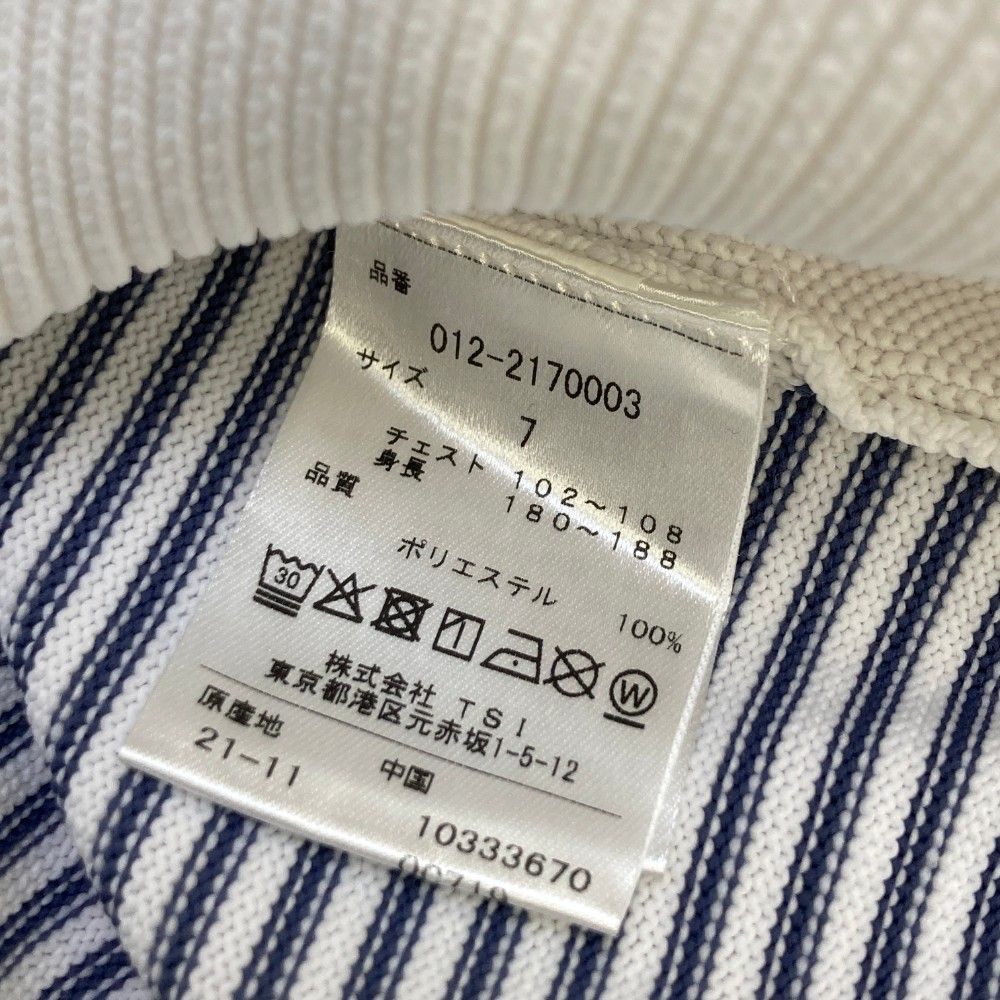 品番
012-2170003
サイズ
7
チェスト 102～108
身長 180～188
品質
ポリエステル 100%
30
W
株式会社 TSI
東京都港区元赤坂1-5-12
原産地 中国
21-11
10333670